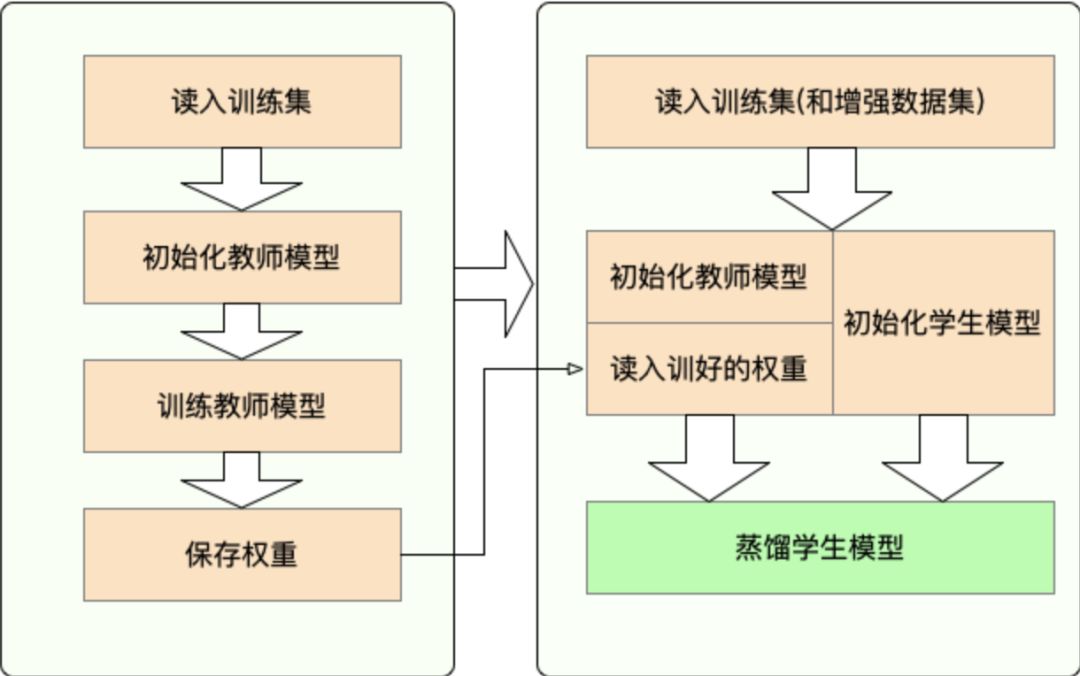 读入训练集
初始化教师模型
训练教师模型
保存权重
读入训练集(和增强数据集)
初始化教师模型
读入训好的权重
初始化学生模型
蒸馏学生模型